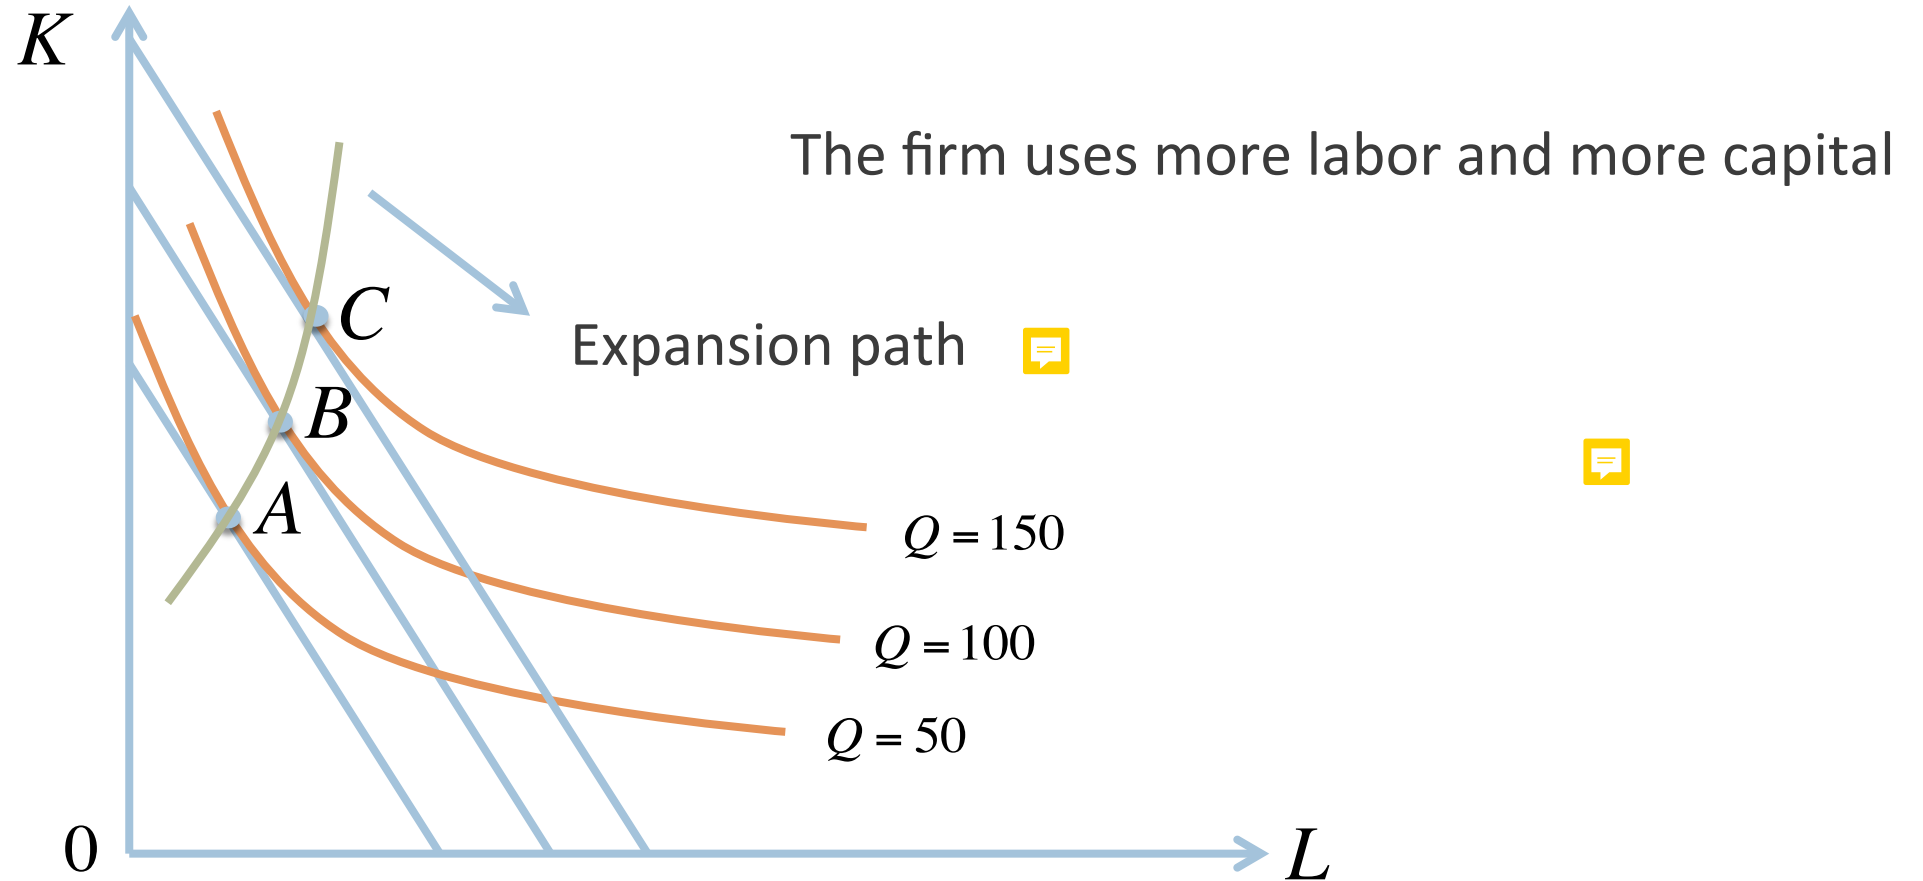 K
The firm uses more labor and more capital
C
Expansion path
B
A
Q = 150
Q = 100
Q = 50
0
L